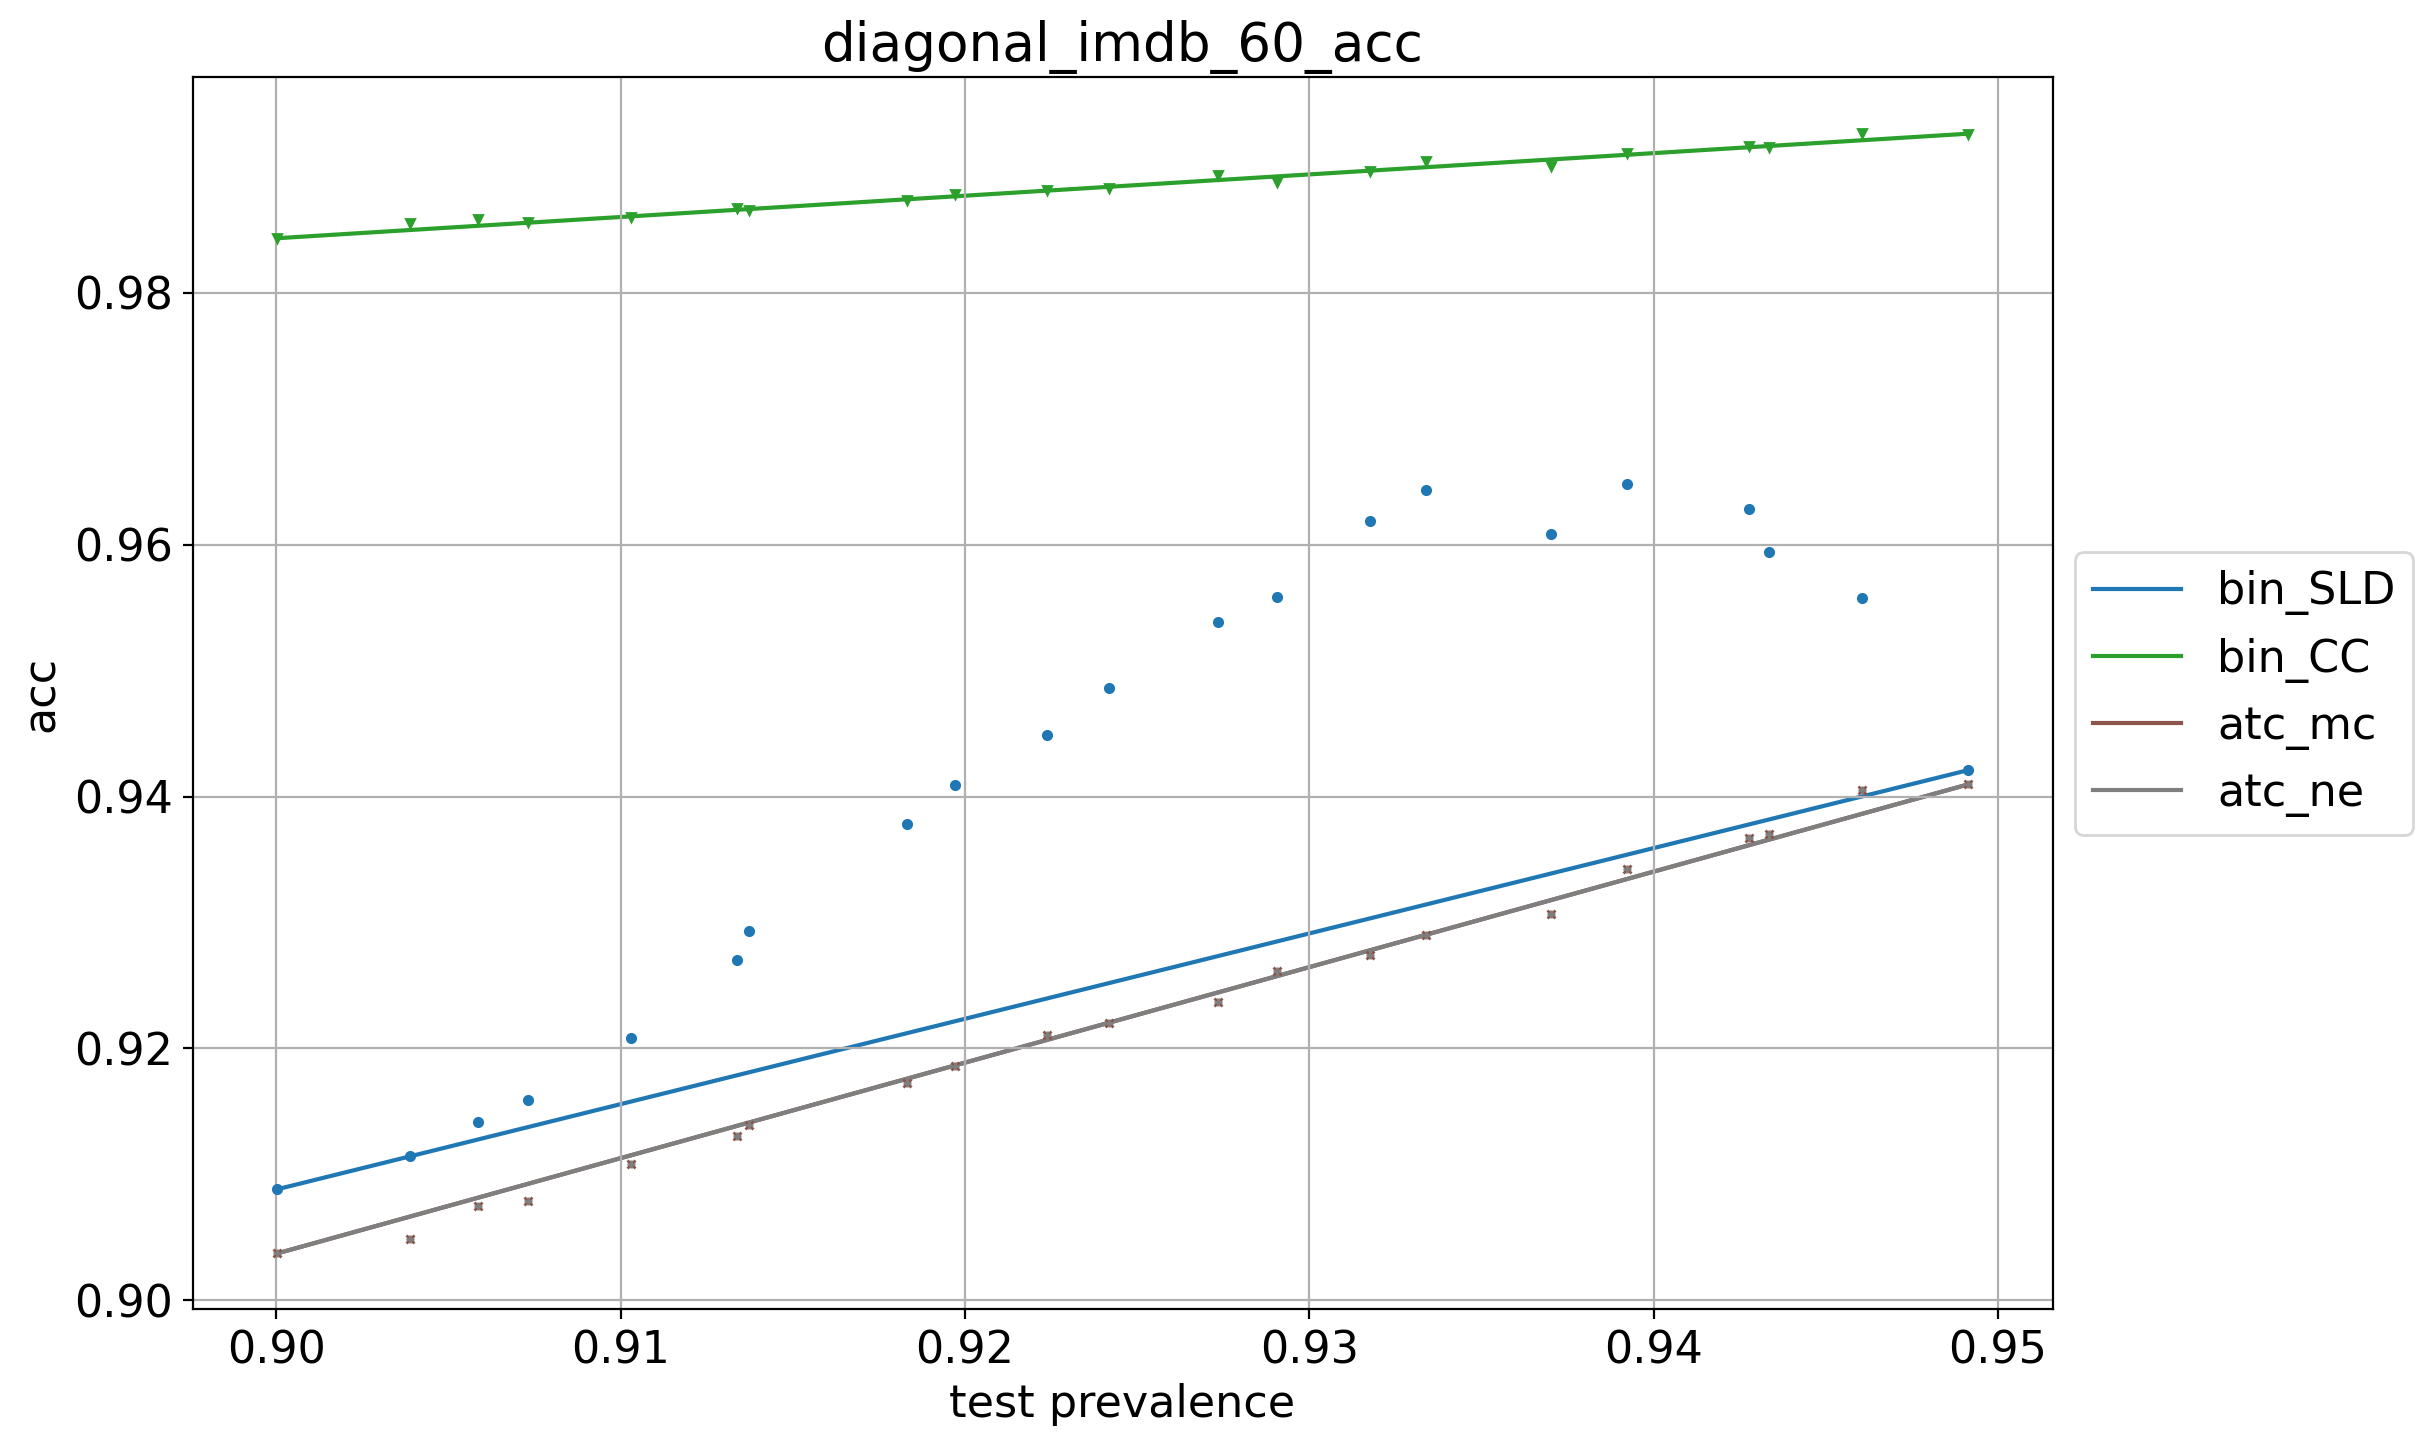 diagonal_imdb_60_acc
acc
0.98
0.96
0.94
0.92
0.90
0.90 0.91 0.92 0.93 0.94 0.95
test prevalence
bin_SLD
bin_CC
atc_mc
atc_ne